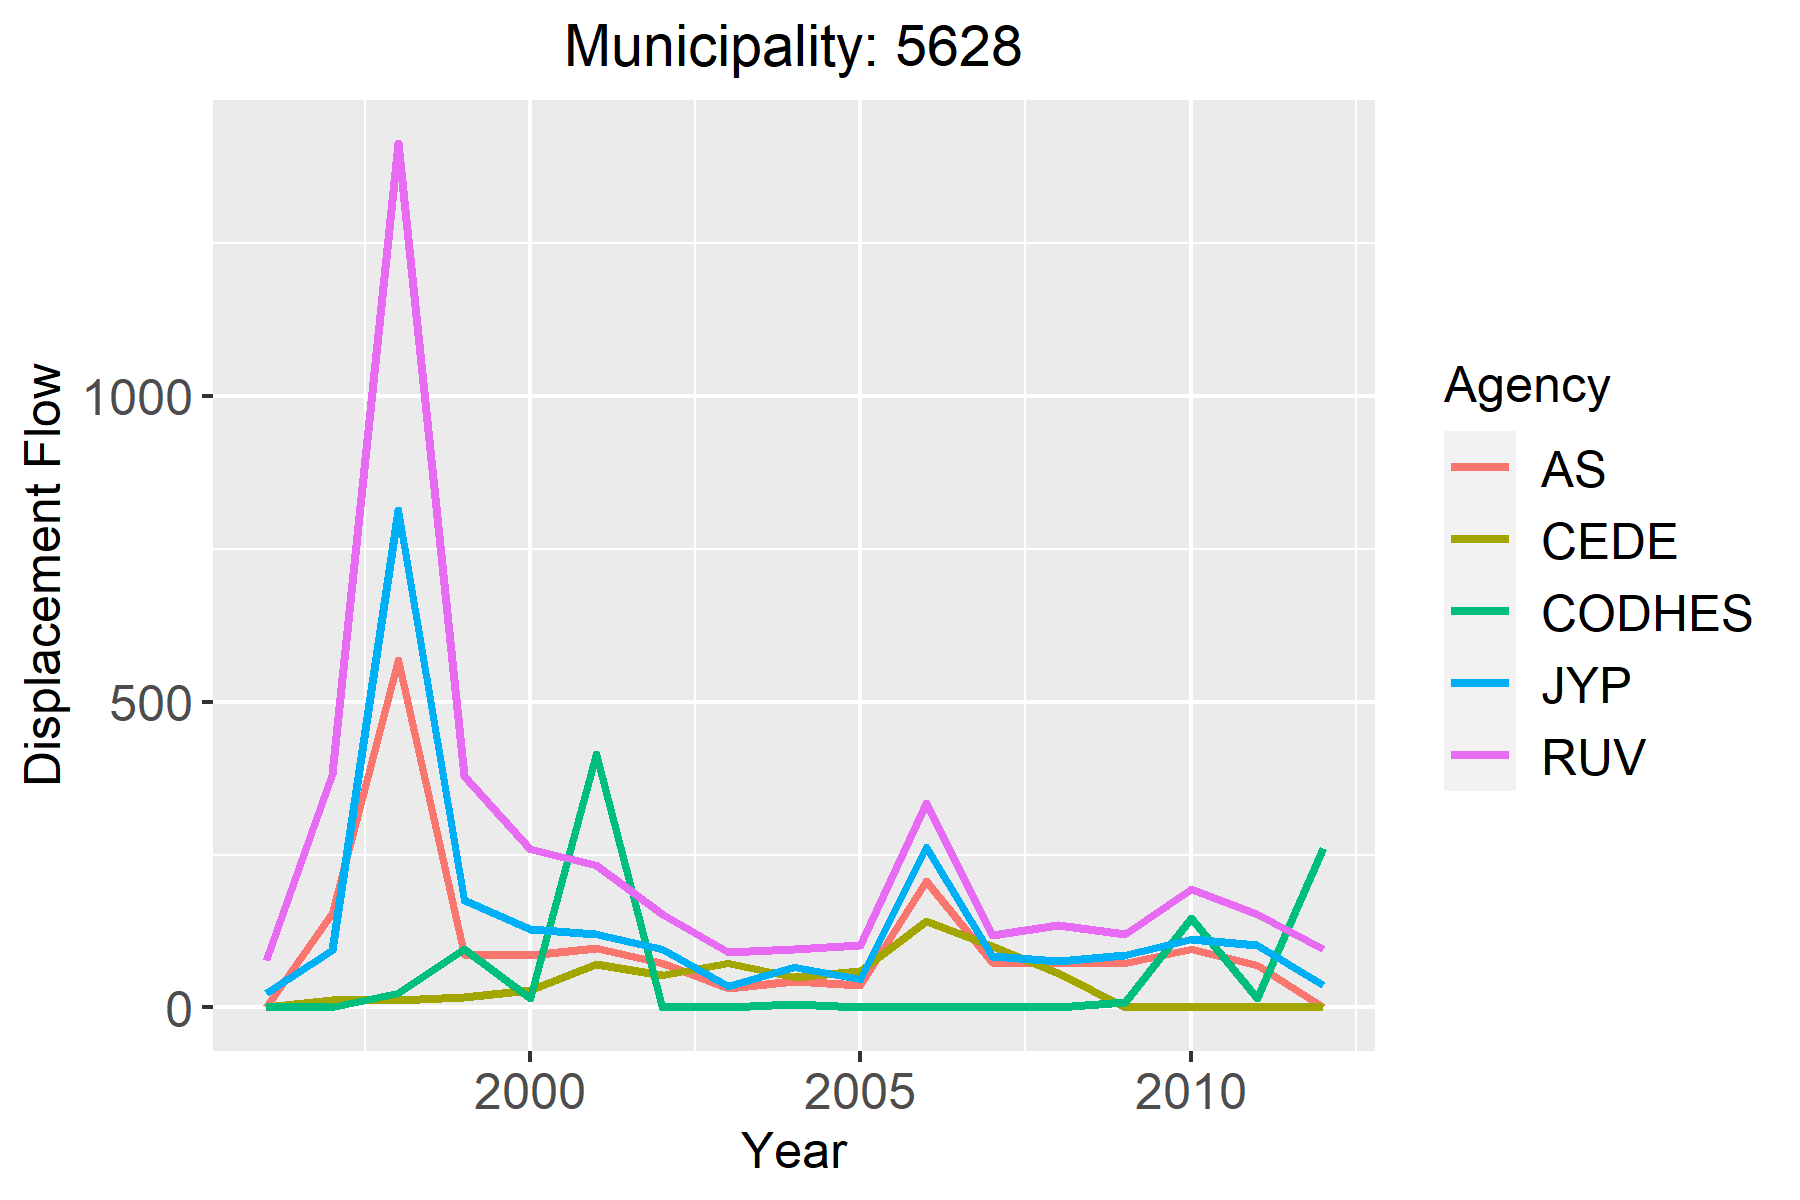 Municipality: 5628
Displacement Flow
1000
500
0
2000
2005
2010
Year
Agency
AS
CEDE
CODHES
JYP
RUV